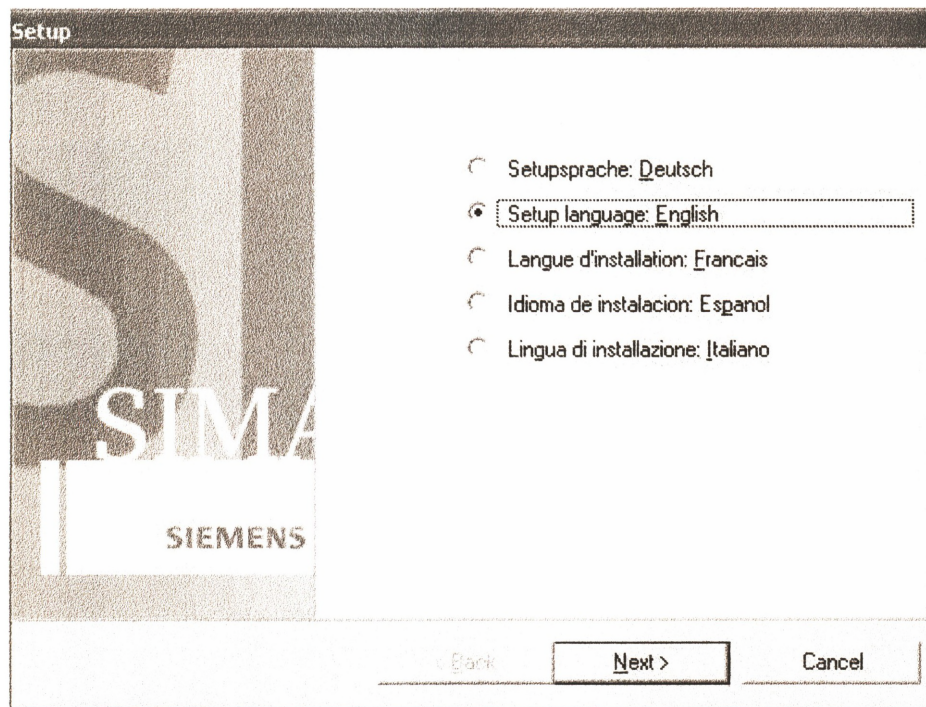 Setup
Setupsprache: Deutsch
Setup language: English
Langue d'installation: Francais
Idioma de instalacion: Espanol
Lingua di installazione: Italiano
SIMA
SIEMENS
< Back
Next >
Cancel